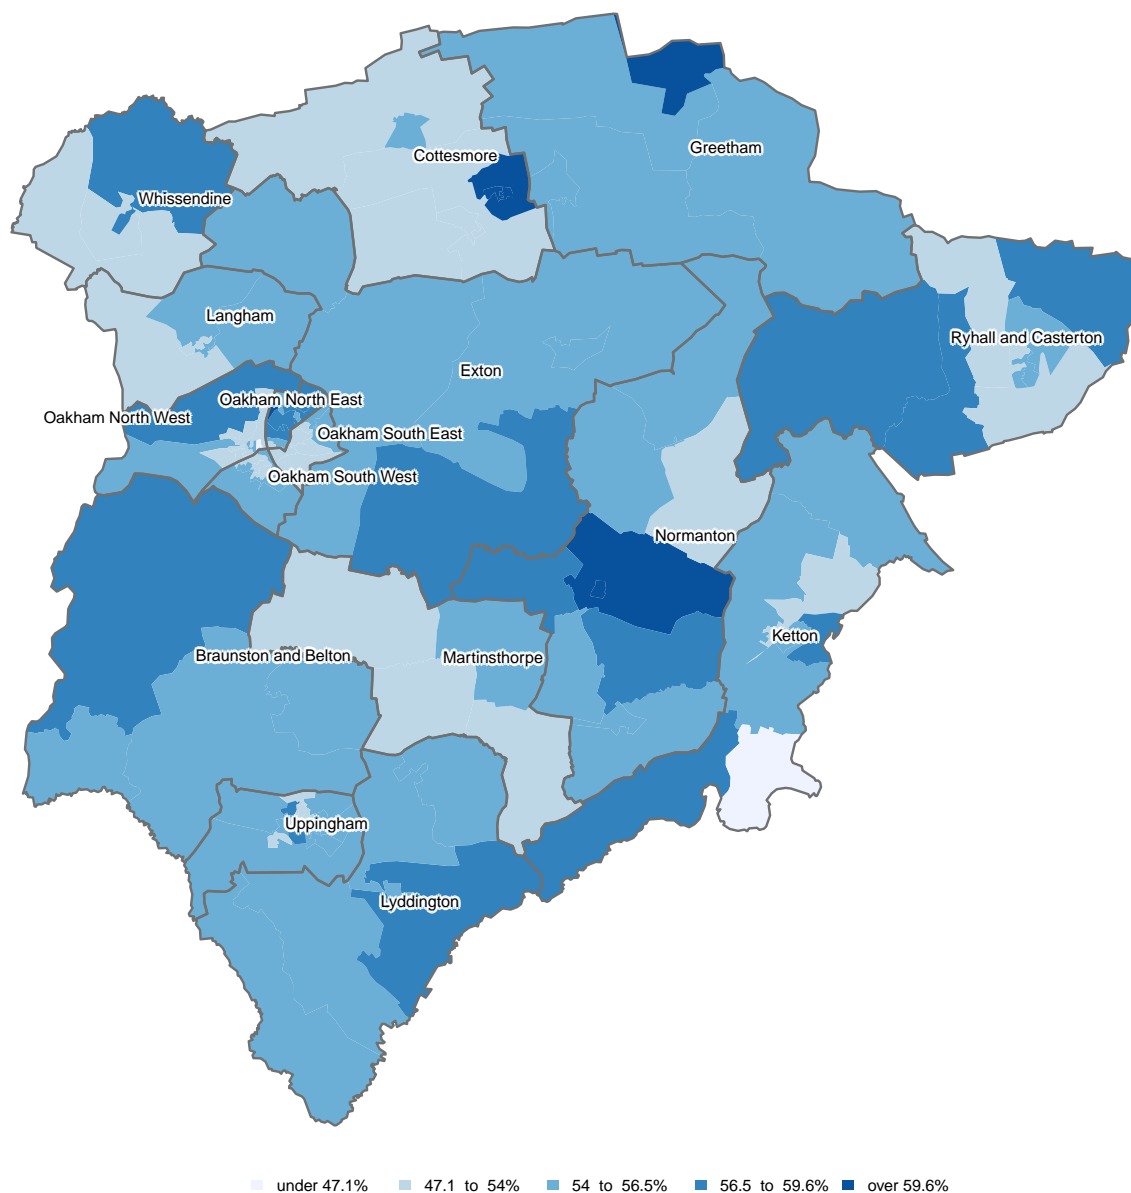 Cottesmore
Greetham
Whissendine
Langham
Ryhall and Casterton
Exton
Oakham North East
Oakham North West
Oakham South East
Oakham South West
Normanton
Ketton
Braunston and Belton
Martinsthorpe
Uppingham
Lyddington
under 47.1% 47.1 to 54% 54 to 56.5% 56.5 to 59.6% over 59.6%